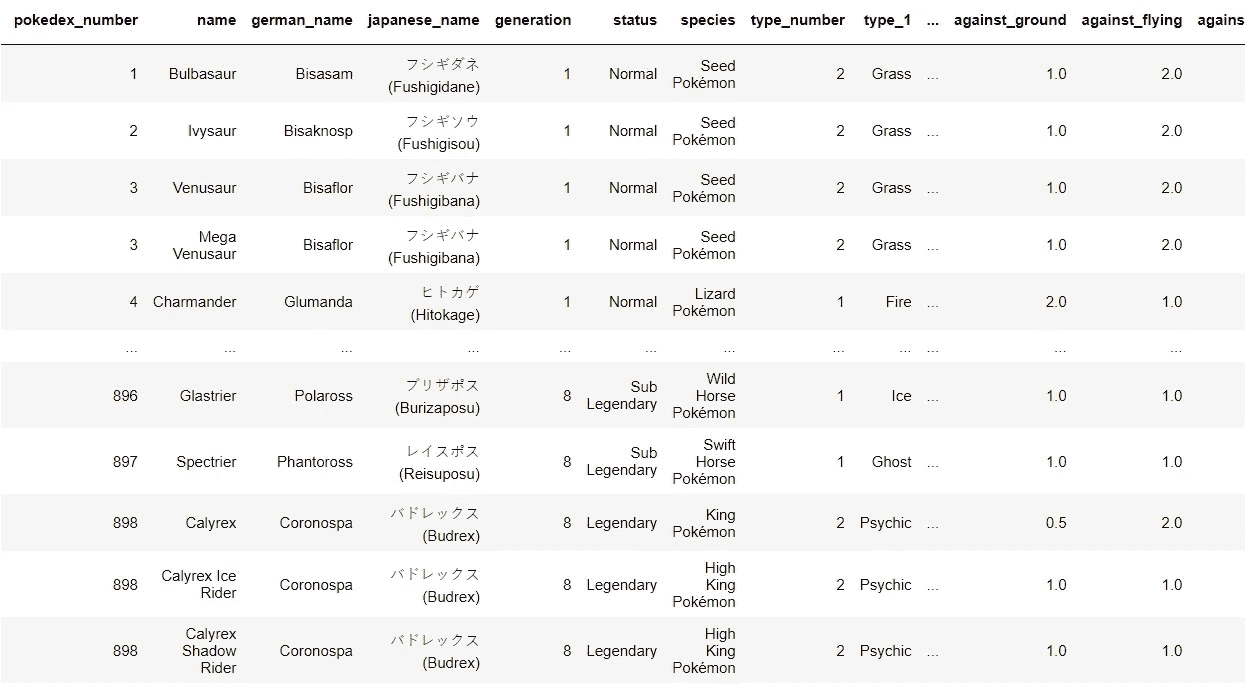 pokedex_number name german_name japanese_name generation status species type_number type_1 ... against_ground against_flying agains
1 Bulbasaur Bisasam フシギダネ (Fushigidane) 1 Normal Seed Pokémon 2 Grass ... 1.0 2.0
2 Ivysaur Bisaknosp フシギソウ (Fushigisou) 1 Normal Seed Pokémon 2 Grass ... 1.0 2.0
3 Venusaur Bisaflor フシギバナ (Fushigibana) 1 Normal Seed Pokémon 2 Grass ... 1.0 2.0
3 Mega Venusaur Bisaflor フシギバナ (Fushigibana) 1 Normal Seed Pokémon 2 Grass ... 1.0 2.0
4 Charmander Glumanda ヒトカゲ (Hitokage) 1 Normal Lizard Pokémon 1 Fire ... 2.0 1.0
... ... ... ... ... ... ... ... ... ... ... ...
896 Glastrier Polaross ブリザポス (Burizaposu) 8 Sub Legendary Wild Horse Pokémon 1 Ice ... 1.0 1.0
897 Spectrier Phantoross レイスポス (Reisuposu) 8 Sub Legendary Swift Horse Pokémon 1 Ghost ... 1.0 1.0
898 Calyrex Coronospa バドレックス (Budrex) 8 Legendary King Pokémon 2 Psychic ... 0.5 2.0
898 Calyrex Ice Rider Coronospa バドレックス (Budrex) 8 Legendary High King Pokémon 2 Psychic ... 1.0 1.0
898 Calyrex Shadow Rider Coronospa バドレックス (Budrex) 8 Legendary High King Pokémon 2 Psychic ... 1.0 1.0